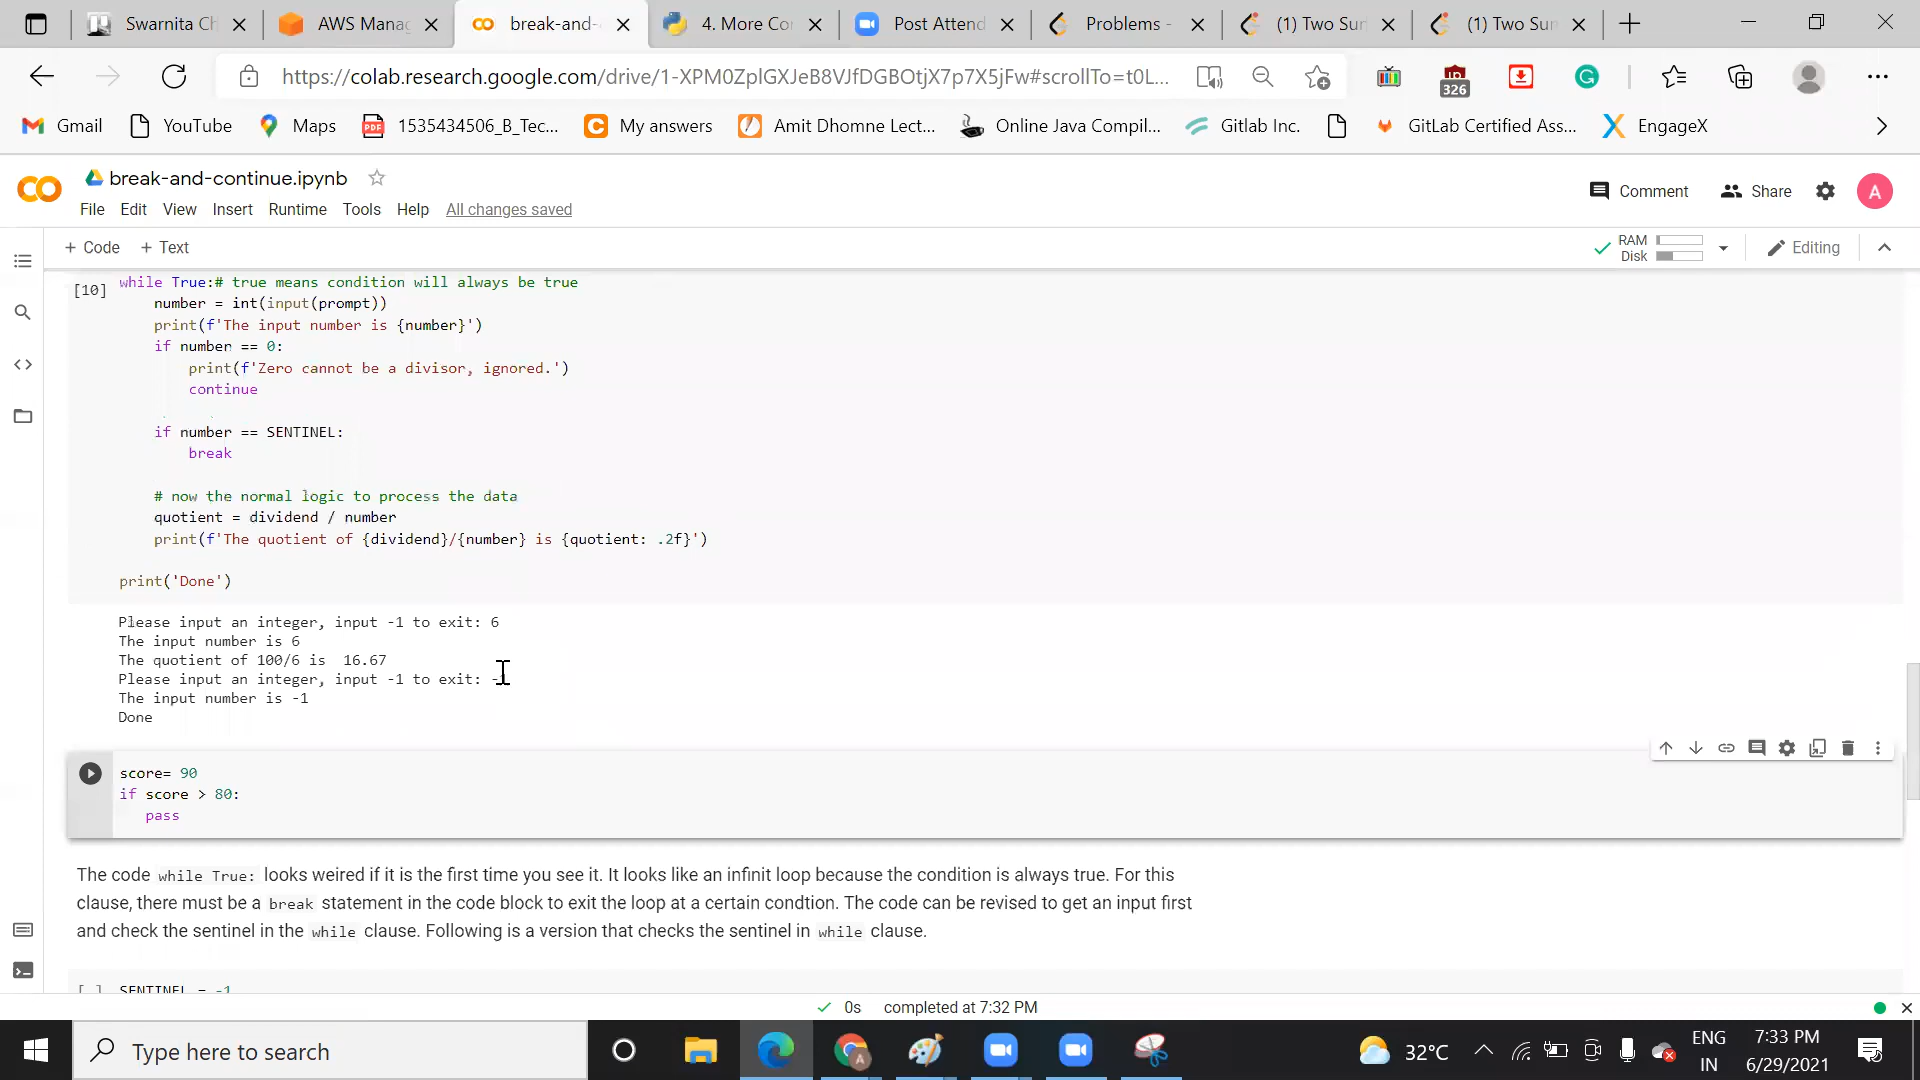 Swarnita Ch
AWS Manag
break-and-
4. More Con
Post Attend
Problems -
(1) Two Sum
(1) Two Sum
https://colab.research.google.com/drive/1-XPM0ZplGXJeB8VJfDGBOtjX7p7X5jFw#scrollTo=t0L...
326
Gmail
YouTube
Maps
1535434506_B_Tec...
My answers
Amit Dhomne Lect...
Online Java Compil...
Gitlab Inc.
GitLab Certified Ass...
EngageX
break-and-continue.ipynb
Comment
Share
A
File Edit View Insert Runtime Tools Help All changes saved
+ Code + Text
RAM
Disk
Editing
[10]
while True:# true means condition will always be true
number = int(input(prompt))
print(f'The input number is {number}')
if number == 0:
print(f'Zero cannot be a divisor, ignored.')
continue
if number == SENTINEL:
break
# now the normal logic to process the data
quotient = dividend / number
print(f'The quotient of {dividend}/{number} is {quotient: .2f}')
print('Done')
Please input an integer, input -1 to exit: 6
The input number is 6
The quotient of 100/6 is  16.67
Please input an integer, input -1 to exit: -1
The input number is -1
Done
score= 90
if score > 80:
pass
The code while True: looks weired if it is the first time you see it. It looks like an infinit loop because the condition is always true. For this
clause, there must be a break statement in the code block to exit the loop at a certain condtion. The code can be revised to get an input first
and check the sentinel in the while clause. Following is a version that checks the sentinel in while clause.
[ ] SENTINEL = -1
0s completed at 7:32 PM
Type here to search
A
32°C
ENG
IN
7:33 PM
6/29/2021